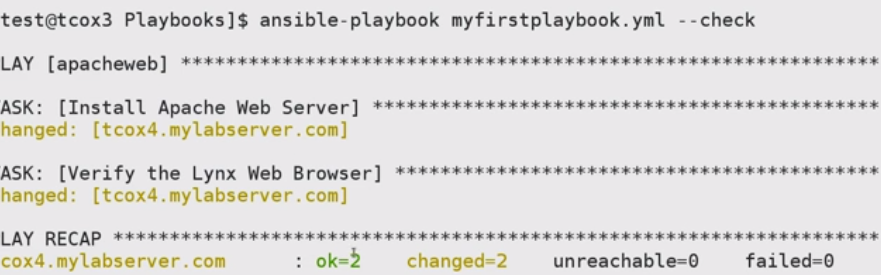 test@tcox3 Playbooks]$ ansible-playbook myfirstplaybook.yml --check
LAY [apacheweb] **************************************************************
ASK: [Install Apache Web Server] *********************************************
hanged: [tcox4.mylabserver.com]
ASK: [Verify the Lynx Web Browser] *******************************************
hanged: [tcox4.mylabserver.com]
LAY RECAP ********************************************************************
cox4.mylabserver.com : ok=2 changed=2 unreachable=0 failed=0